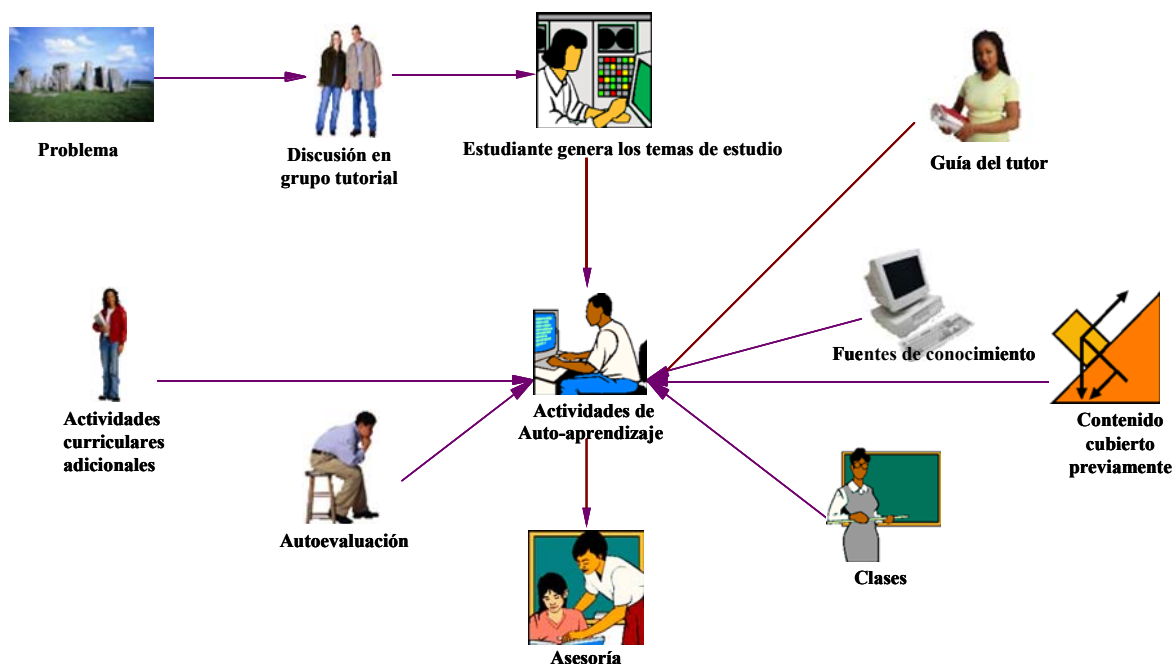 Problema
Discusión en
grupo tutorial
Estudiante genera los temas de estudio
Guía del tutor
Fuentes de conocimiento
Actividades
curriculares
adicionales
Actividades de
Auto-aprendizaje
Contenido
cubierto
previamente
Autoevaluación
Clases
Asesoría